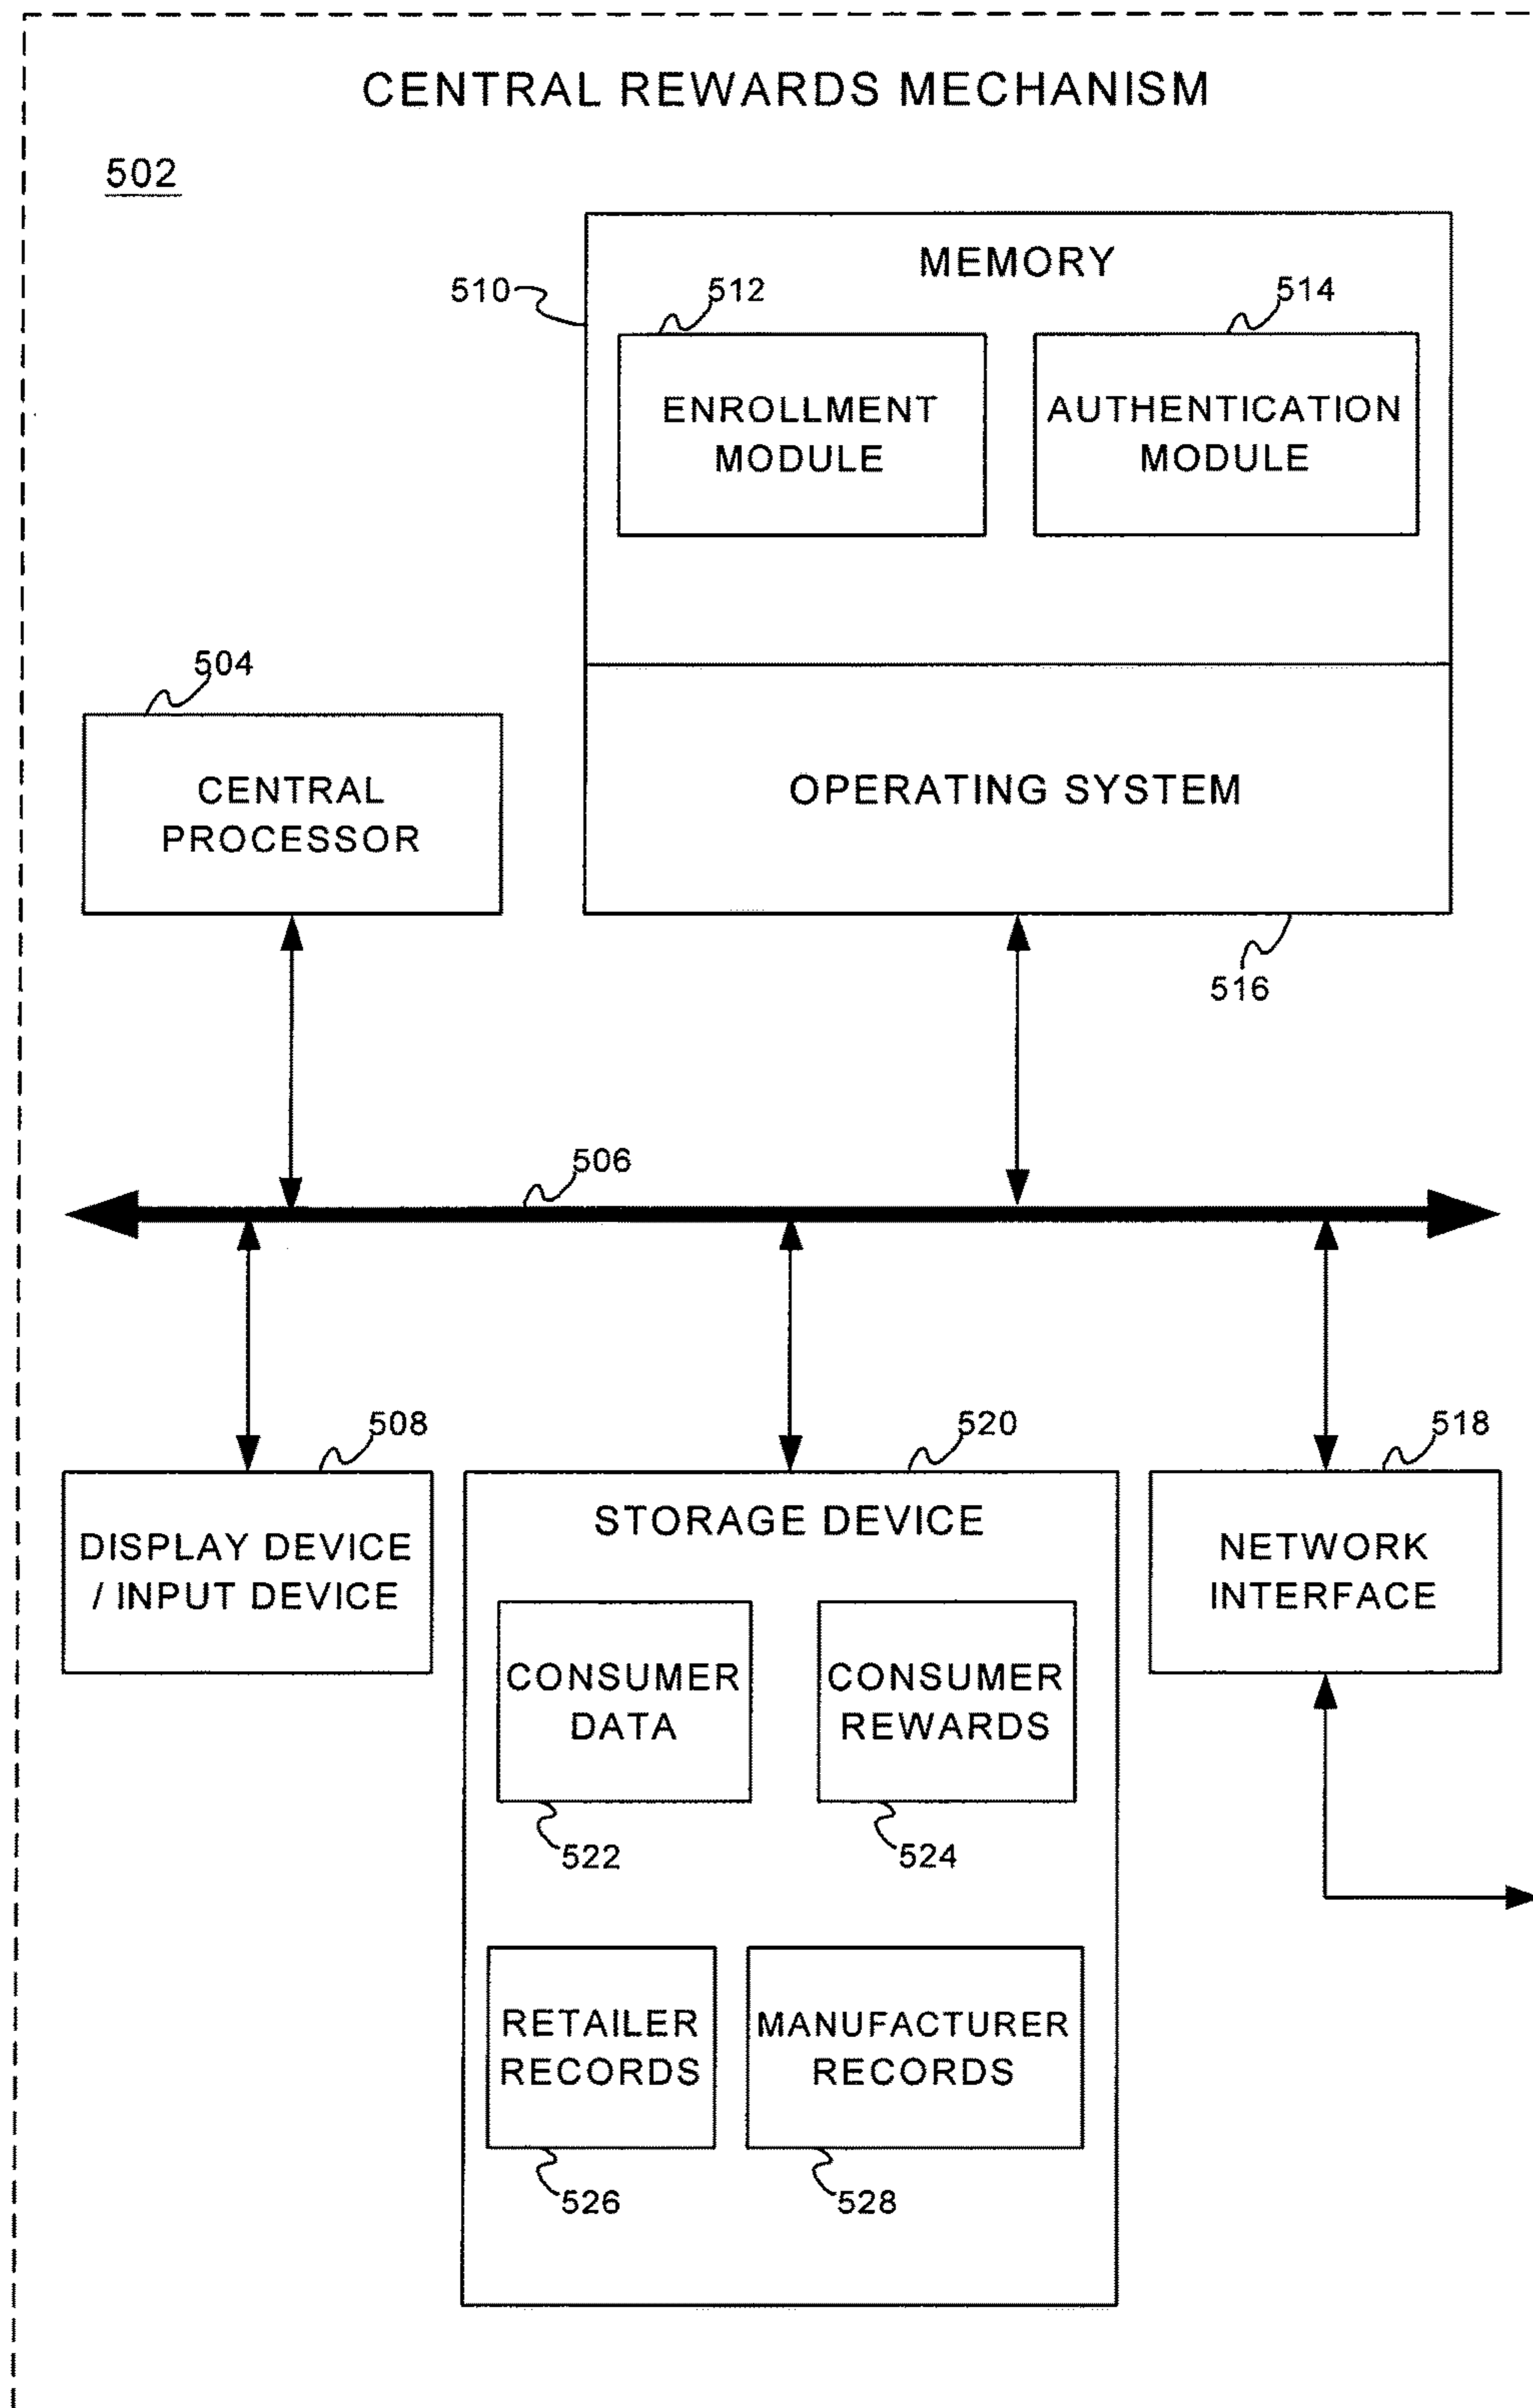 CENTRAL REWARDS MECHANISM
502
MEMORY
510
512
514
ENROLLMENT
MODULE
AUTHENTICATION
MODULE
504
CENTRAL
PROCESSOR
OPERATING SYSTEM
516
506
508
520
518
DISPLAY DEVICE
/ INPUT DEVICE
STORAGE DEVICE
NETWORK
INTERFACE
CONSUMER
DATA
CONSUMER
REWARDS
522
524
RETAILER
RECORDS
MANUFACTURER
RECORDS
526
528